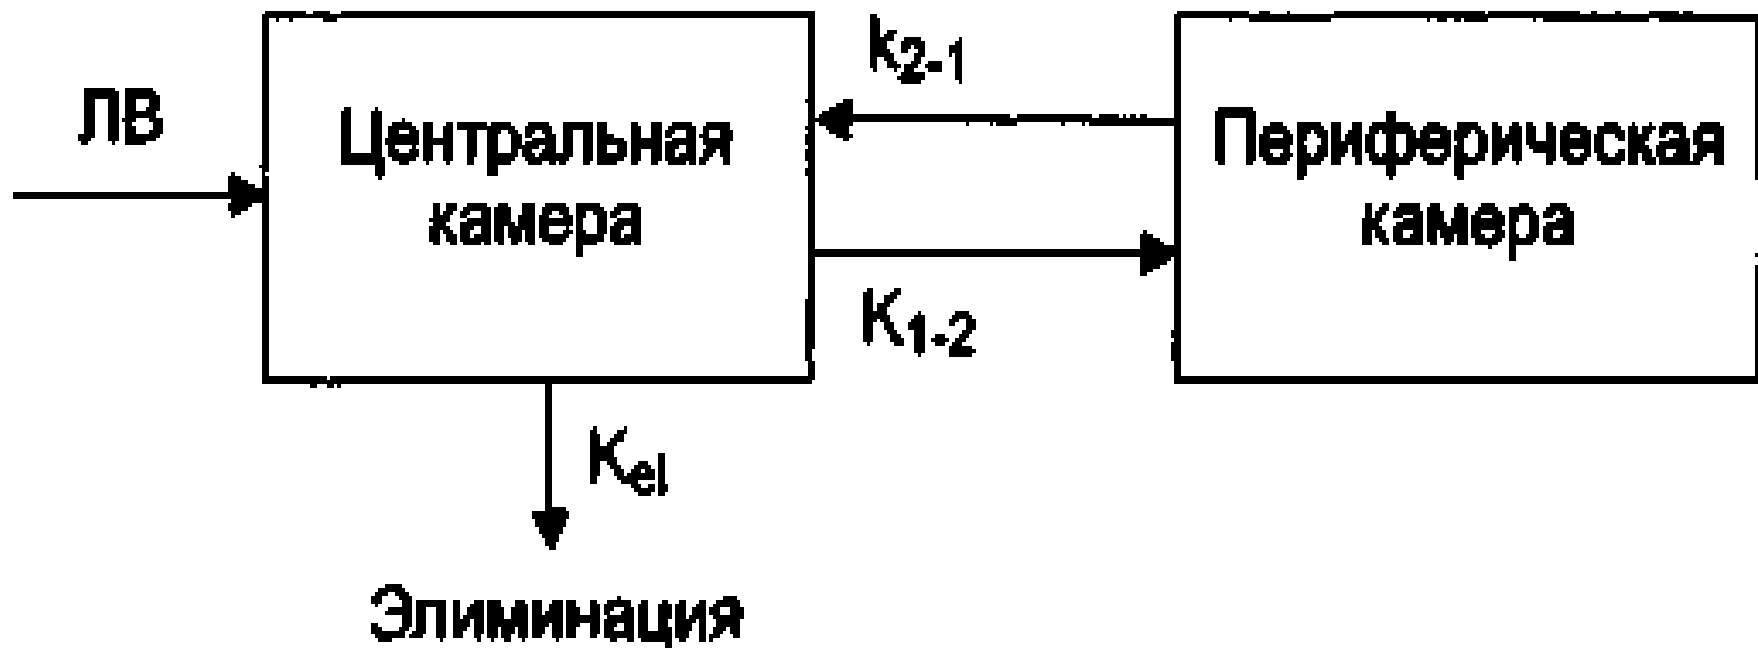 ЛВ
Центральная
камера
k2-1
K1-2
Периферическая
камера
Kel
Элиминация